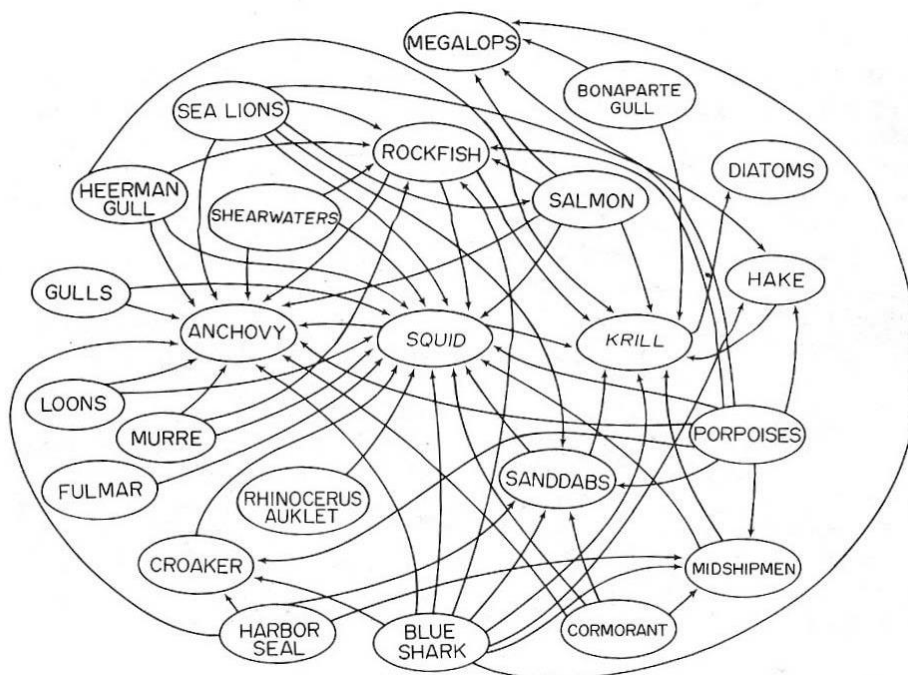 MEGALOPS
BONAPARTE
GULL
SEA LIONS
ROCKFISH
DIATOMS
HEERMAN
GULL
SHEARWATERS
SALMON
HAKE
GULLS
ANCHOVY
SQUID
KRILL
LOONS
MURRE
PORPOISES
FULMAR
RHINOCERUS
AUKLET
SANDDABS
CROAKER
MIDSHIPMEN
HARBOR
SEAL
BLUE
SHARK
CORMORANT